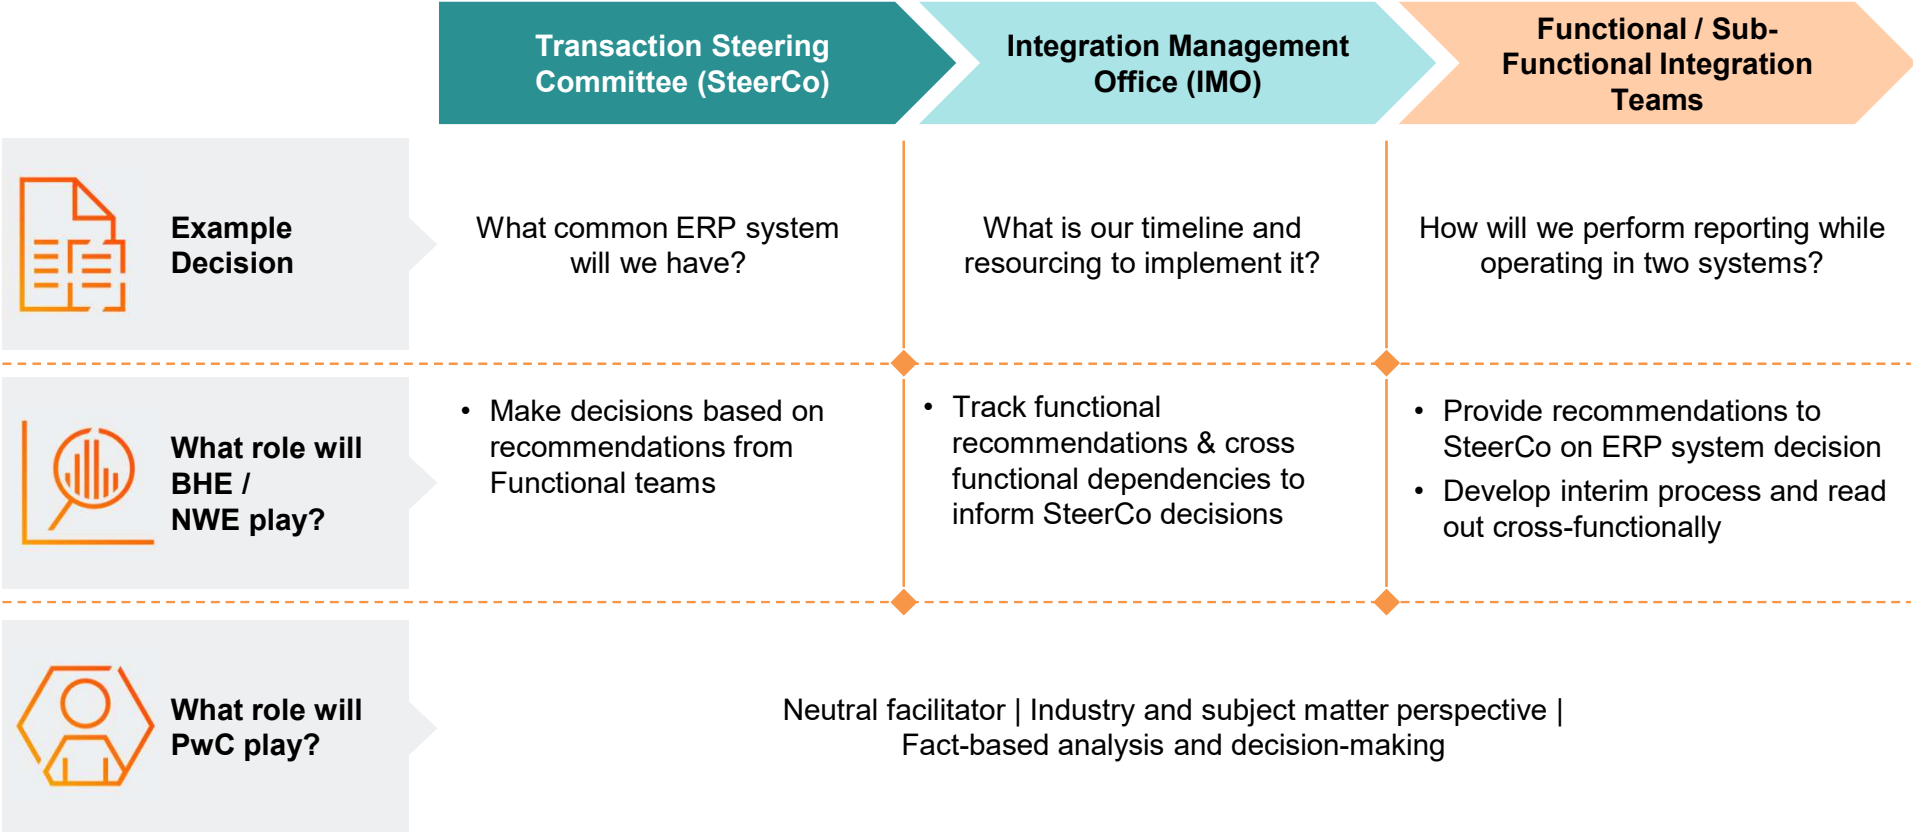 Transaction Steering
Committee (SteerCo)
Integration Management
Office (IMO)
Functional / Sub-
Functional Integration
Teams
Example
Decision
What common ERP system
will we have?
What is our timeline and
resourcing to implement it?
How will we perform reporting while
operating in two systems?
What role will
BHE /
NWE play?
• Make decisions based on
recommendations from
Functional teams
• Track functional
recommendations & cross
functional dependencies to
inform SteerCo decisions
• Provide recommendations to
SteerCo on ERP system decision
• Develop interim process and read
out cross-functionally
What role will
PwC play?
Neutral facilitator | Industry and subject matter perspective |
Fact-based analysis and decision-making